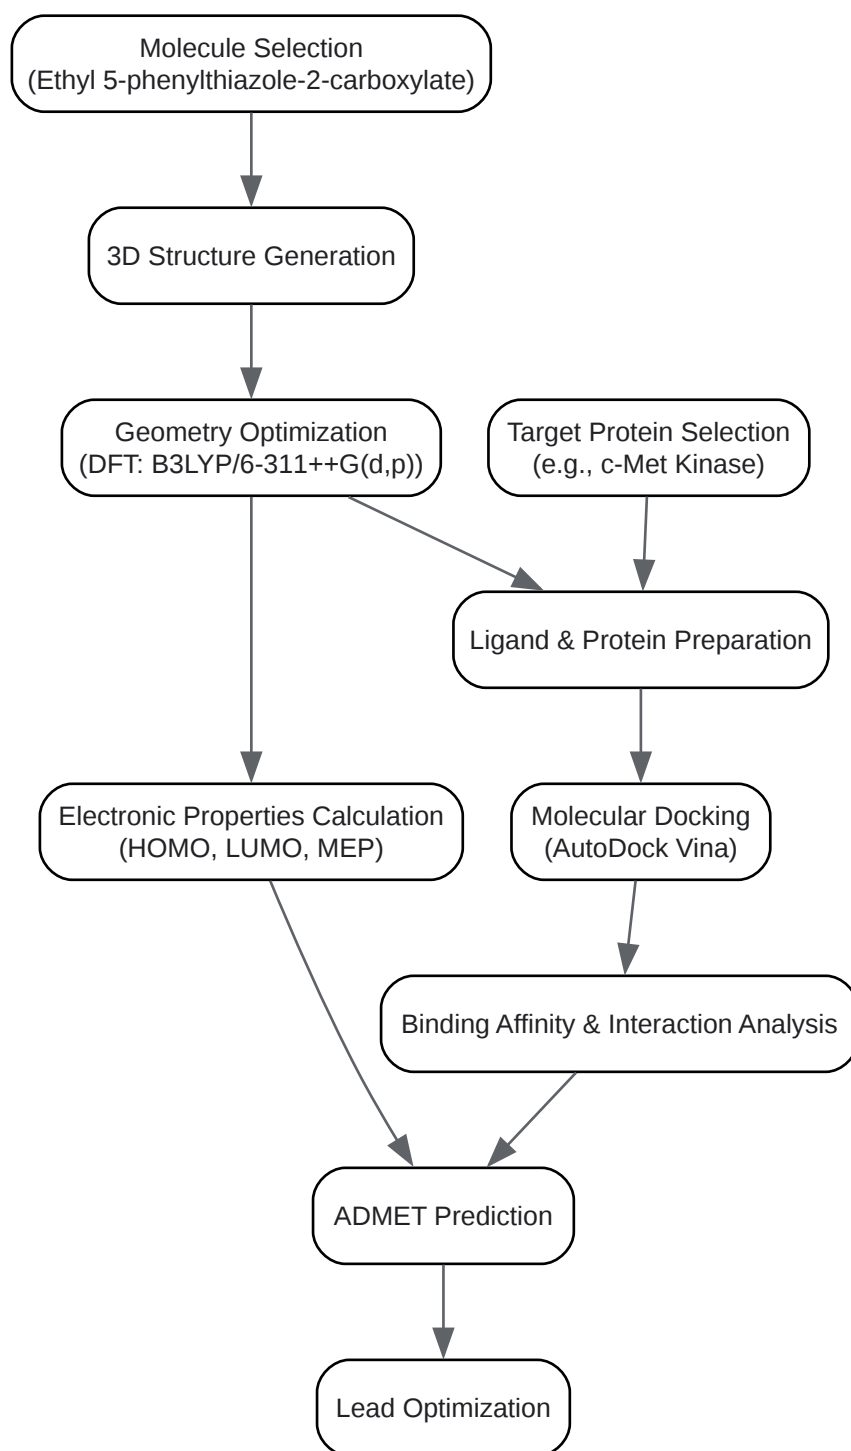 Molecule Selection
(Ethyl 5-phenylthiazole-2-carboxylate)
3D Structure Generation
Geometry Optimization
(DFT: B3LYP/6-311++G(d,p))
Target Protein Selection
(e.g., c-Met Kinase)
Ligand & Protein Preparation
Electronic Properties Calculation
(HOMO, LUMO, MEP)
Molecular Docking
(AutoDock Vina)
Binding Affinity & Interaction Analysis
ADMET Prediction
Lead Optimization